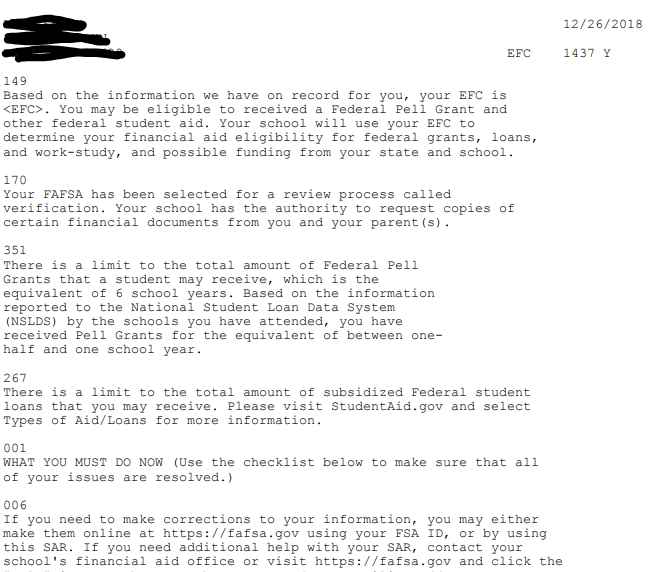 12/26/2018
EFC 1437 Y
149
Based on the information we have on record for you, your EFC is
<EFC>. You may be eligible to received a Federal Pell Grant and
other federal student aid. Your school will use your EFC to
determine your financial aid eligibility for federal grants, loans,
and work-study, and possible funding from your state and school.
170
Your FAFSA has been selected for a review process called
verification. Your school has the authority to request copies of
certain financial documents from you and your parent(s).
351
There is a limit to the total amount of Federal Pell
Grants that a student may receive, which is the
equivalent of 6 school years. Based on the information
reported to the National Student Loan Data System
(NSLDS) by the schools you have attended, you have
received Pell Grants for the equivalent of between one-
half and one school year.
267
There is a limit to the total amount of subsidized Federal student
loans that you may receive. Please visit StudentAid.gov and select
Types of Aid/Loans for more information.
001
WHAT YOU MUST DO NOW (Use the checklist below to make sure that all
of your issues are resolved.)
006
If you need to make corrections to your information, you may either
make them online at https://fafsa.gov using your FSA ID, or by using
this SAR. If you need additional help with your SAR, contact your
school's financial aid office or visit https://fafsa.gov and click the